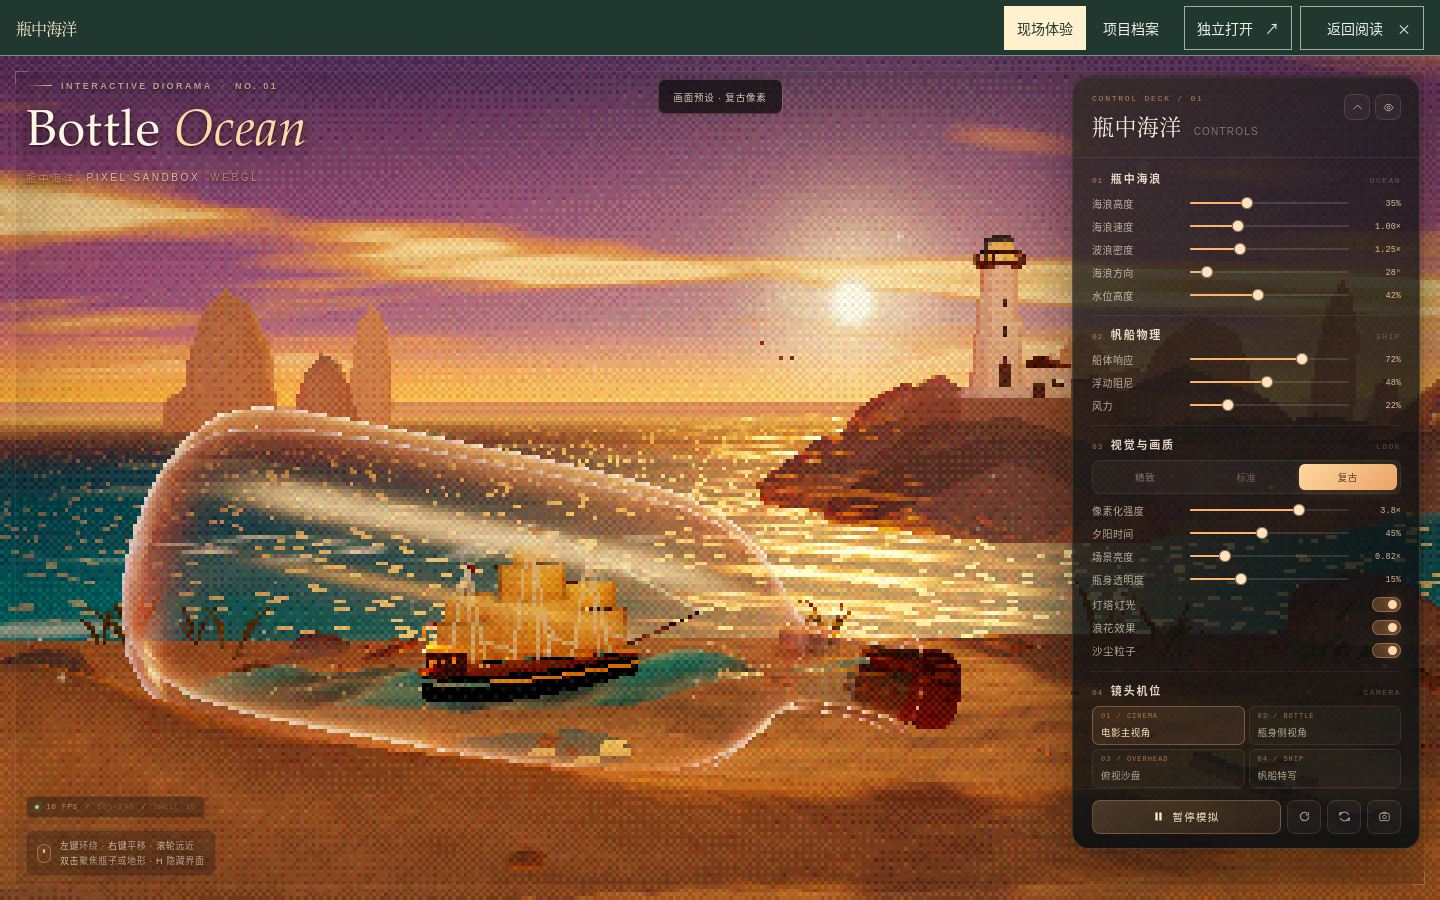 瓶中海洋
现场体验
项目档案
独立打开 ↗
返回阅读 ×
INTERACTIVE DIORAMA · NO. 01
Bottle Ocean
瓶中海洋 · PIXEL SANDBOX · WEBGL
画面预设 · 复古像素
CONTROL DECK / 01
瓶中海洋 CONTROLS
01 瓶中海浪 OCEAN
海浪高度 35%
海浪速度 1.00×
波浪密度 1.25×
海浪方向 28°
水位高度 42%
02 帆船物理 SHIP
船体响应 72%
浮动阻尼 48%
风力 22%
03 视觉与画质 LOOK
精致 标准 复古
像素化强度 3.8×
夕阳时间 45%
场景亮度 0.82×
瓶身透明度 15%
灯塔灯光
浪花效果
沙尘粒子
04 镜头机位 CAMERA
01 / CINEMA
电影主视角
02 / BOTTLE
瓶身侧视角
03 / OVERHEAD
俯视沙盘
04 / SHIP
帆船特写
暂停模拟
10 FPS /
左键环绕 · 右键平移 · 滚轮远近
双击聚焦瓶子或地形 · H 隐藏界面